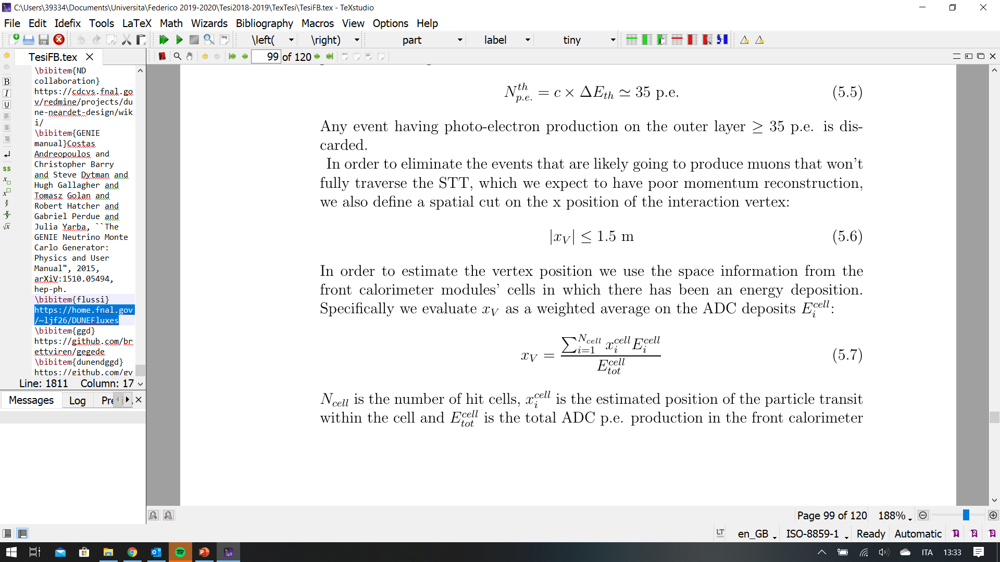 C:\Users\39334\Documents\Universita\Federico 2019-2020\Tesi2018-2019\TexTesi\TesiFB.tex - TeXstudio
File Edit Idefix Tools LaTeX Math Wizards Bibliography Macros View Options Help
\left( \right) part label tiny
TesiFB.tex
99 of 120
\bibitem{ND
collaboration}
https://cdcvs.fnal.go
v/redmine/projects/du
ne-neardet-design/wik
i/
\bibitem{GENIE
manual}Costas
Andreopoulos and
Christopher Barry
and Steve Dytman and
Hugh Gallagher and
Tomasz Golan and
Robert Hatcher and
Gabriel Perdue and
Julia Yarba, ``The
GENIE Neutrino Monte
Carlo Generator:
Physics and User
Manual", 2015,
arXiV:1510.05494,
hep-ph.
\bibitem{flussi}
https://home.fnal.gov
/~ljf26/DUNEFluxes
\bibitem{ggd}
https://github.com/br
ettviren/gegede
\bibitem{dunendggd}
https://github.com/gv
Line: 1811 Column: 17
Messages Log Pre
N_{p.e.}^{th} = c × ΔE_{th} ≃ 35 p.e. (5.5)
Any event having photo-electron production on the outer layer ≥ 35 p.e. is dis-
carded.
In order to eliminate the events that are likely going to produce muons that won't
fully traverse the STT, which we expect to have poor momentum reconstruction,
we also define a spatial cut on the x position of the interaction vertex:
|x_V| ≤ 1.5 m (5.6)
In order to estimate the vertex position we use the space information from the
front calorimeter modules' cells in which there has been an energy deposition.
Specifically we evaluate x_V as a weighted average on the ADC deposits E_i^{cell}:
x_V = \frac{∑_{i=1}^{N_{cell}} x_i^{cell} E_i^{cell}}{E_{tot}^{cell}} (5.7)
N_{cell} is the number of hit cells, x_i^{cell} is the estimated position of the particle transit
within the cell and E_{tot}^{cell} is the total ADC p.e. production in the front calorimeter
Page 99 of 120 188%
en_GB ISO-8859-1 Ready Automatic
ITA 13:33